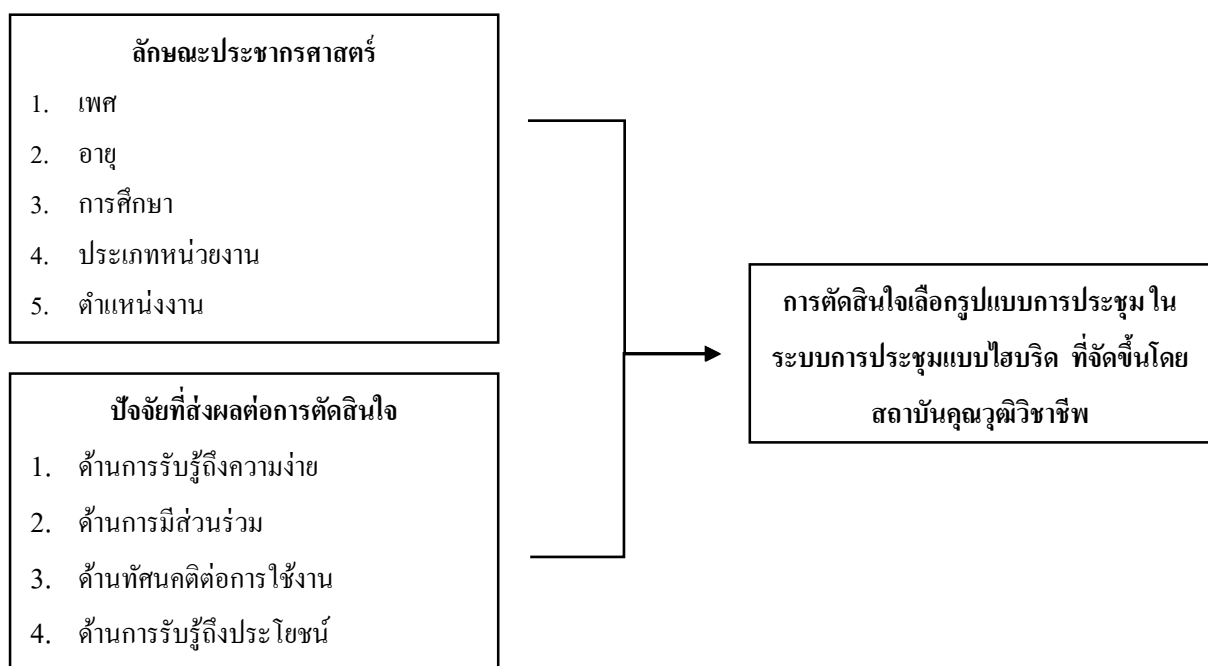 ลักษณะประชากรศาสตร์
1. เพศ
2. อายุ
3. การศึกษา
4. ประเภทหน่วยงาน
5. ตำแหน่งงาน
ปัจจัยที่ส่งผลต่อการตัดสินใจ
1. ด้านการรับรู้ถึงความง่าย
2. ด้านการมีส่วนร่วม
3. ด้านทัศนคติต่อการใช้งาน
4. ด้านการรับรู้ถึงประโยชน์
การตัดสินใจเลือกรูปแบบการประชุม ใน
ระบบการประชุมแบบไฮบริด ที่จัดขึ้นโดย
สถาบันคุณวุฒิวิชาชีพ